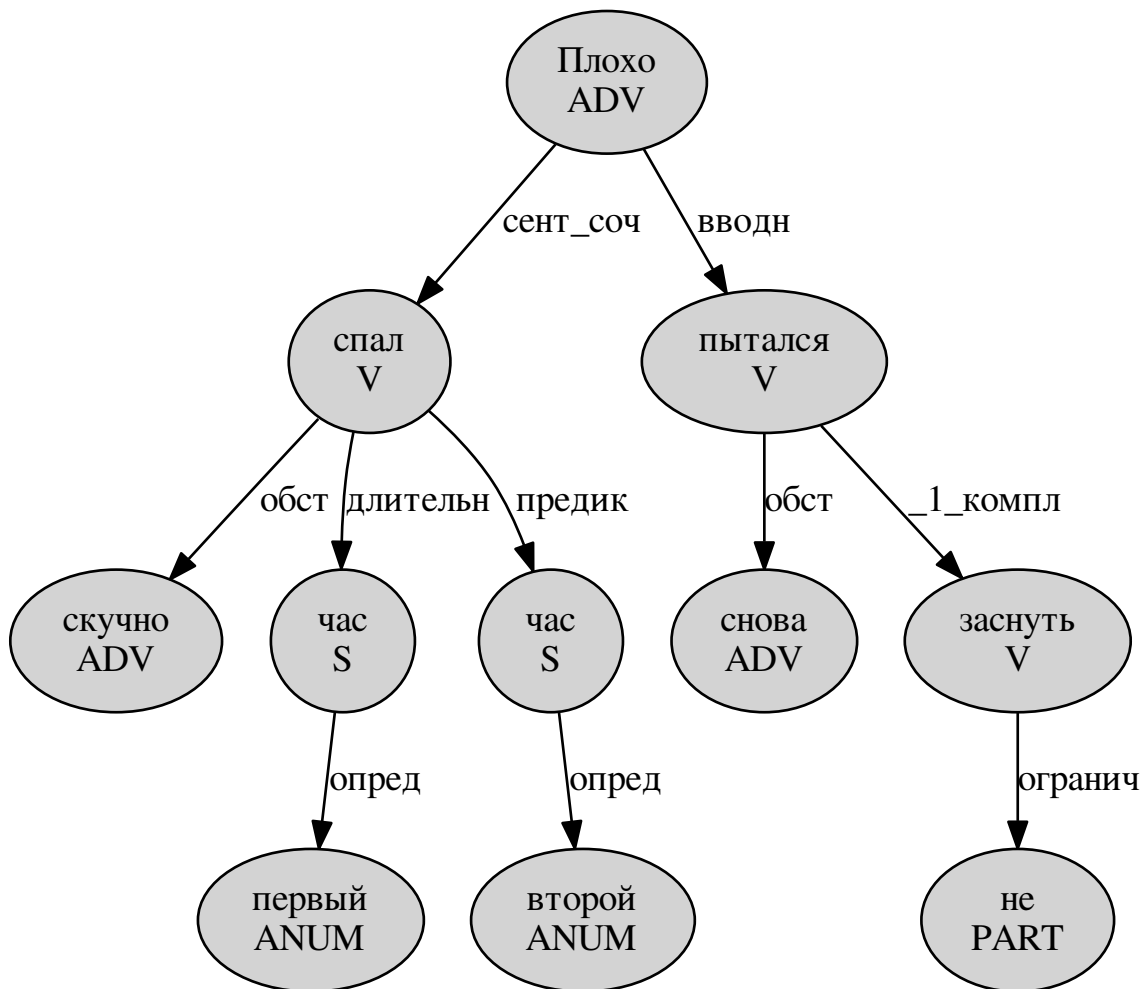 Плохо
ADV
сент_соч
вводн
спал
V
пытался
V
обст
длительн
предик
обст
_1_компл
скучно
ADV
час
S
час
S
снова
ADV
заснуть
V
опред
опред
огранич
первый
ANUM
второй
ANUM
не
PART